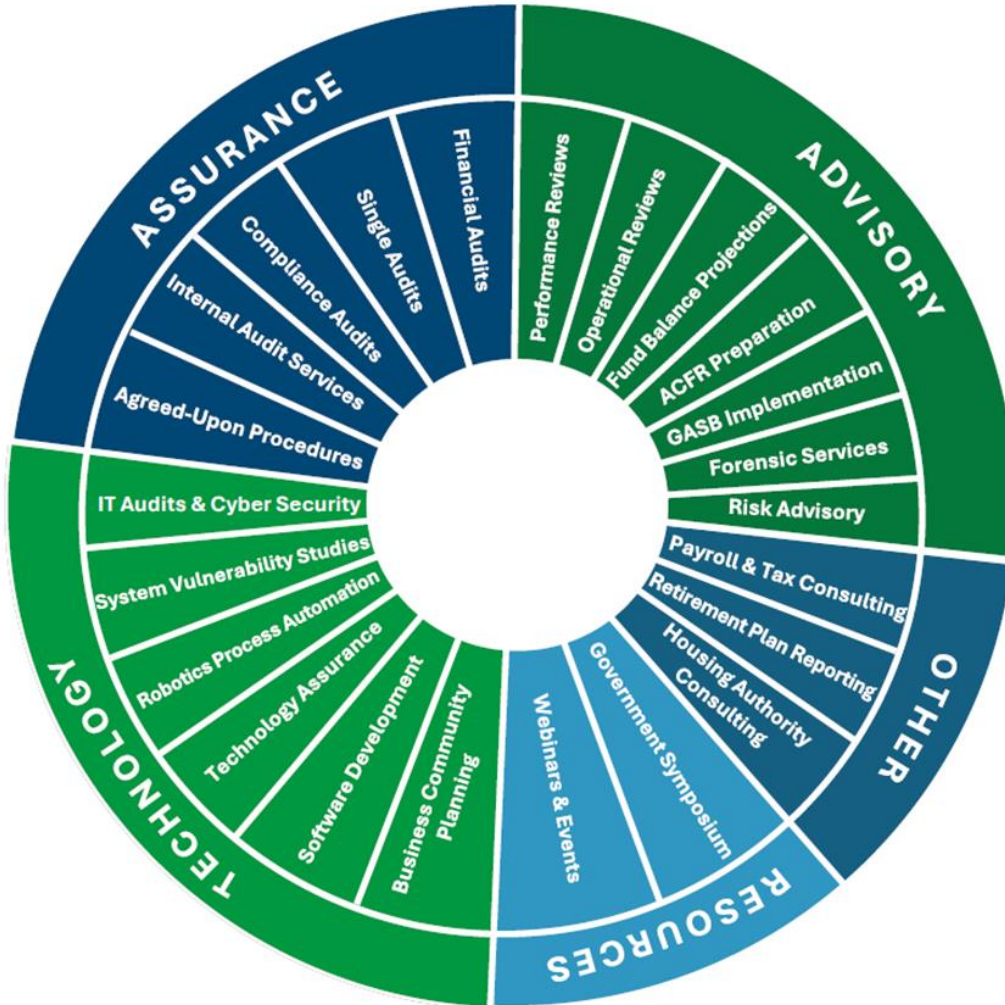 ASSURANCE
Financial Audits
Single Audits
Compliance Audits
Internal Audit Services
Agreed-Upon Procedures
ADVISORY
Performance Reviews
Operational Reviews
Fund Balance Projections
ACFR Preparation
GASB Implementation
Forensic Services
Risk Advisory
OTHER
Payroll & Tax Consulting
Retirement Plan Reporting
Housing Authority
Consulting
RESOURCES
Government Symposium
Webinars & Events
TECHNOLOGY
IT Audits & Cyber Security
System Vulnerability Studies
Robotics Process Automation
Technology Assurance
Software Development
Business Community
Planning